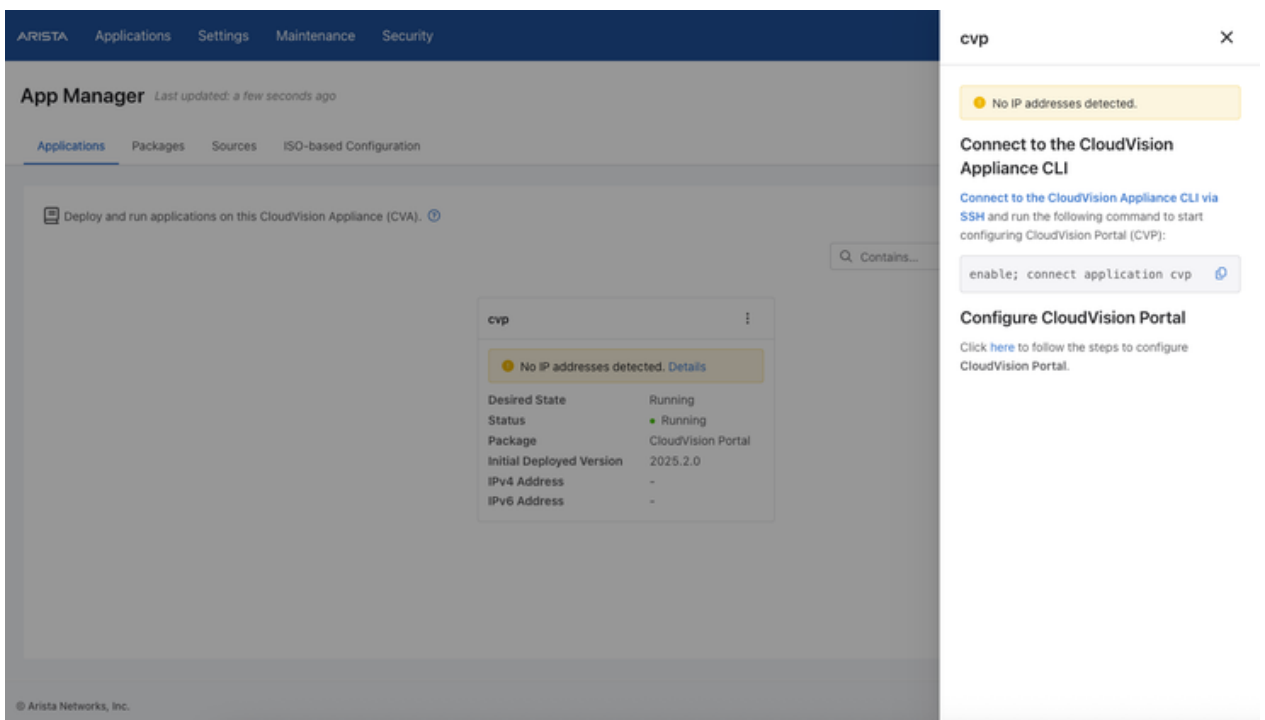 ARISTA Applications Settings Maintenance Security
App Manager Last updated: a few seconds ago
Applications Packages Sources ISO-based Configuration
Deploy and run applications on this CloudVision Appliance (CVA).
Contains...
cvp
No IP addresses detected. Details
Desired State Running
Status Running
Package CloudVision Portal
Initial Deployed Version 2025.2.0
IPv4 Address -
IPv6 Address -
© Arista Networks, Inc.
cvp
No IP addresses detected.
Connect to the CloudVision
Appliance CLI
Connect to the CloudVision Appliance CLI via
SSH and run the following command to start
configuring CloudVision Portal (CVP):
enable; connect application cvp
Configure CloudVision Portal
Click here to follow the steps to configure
CloudVision Portal.